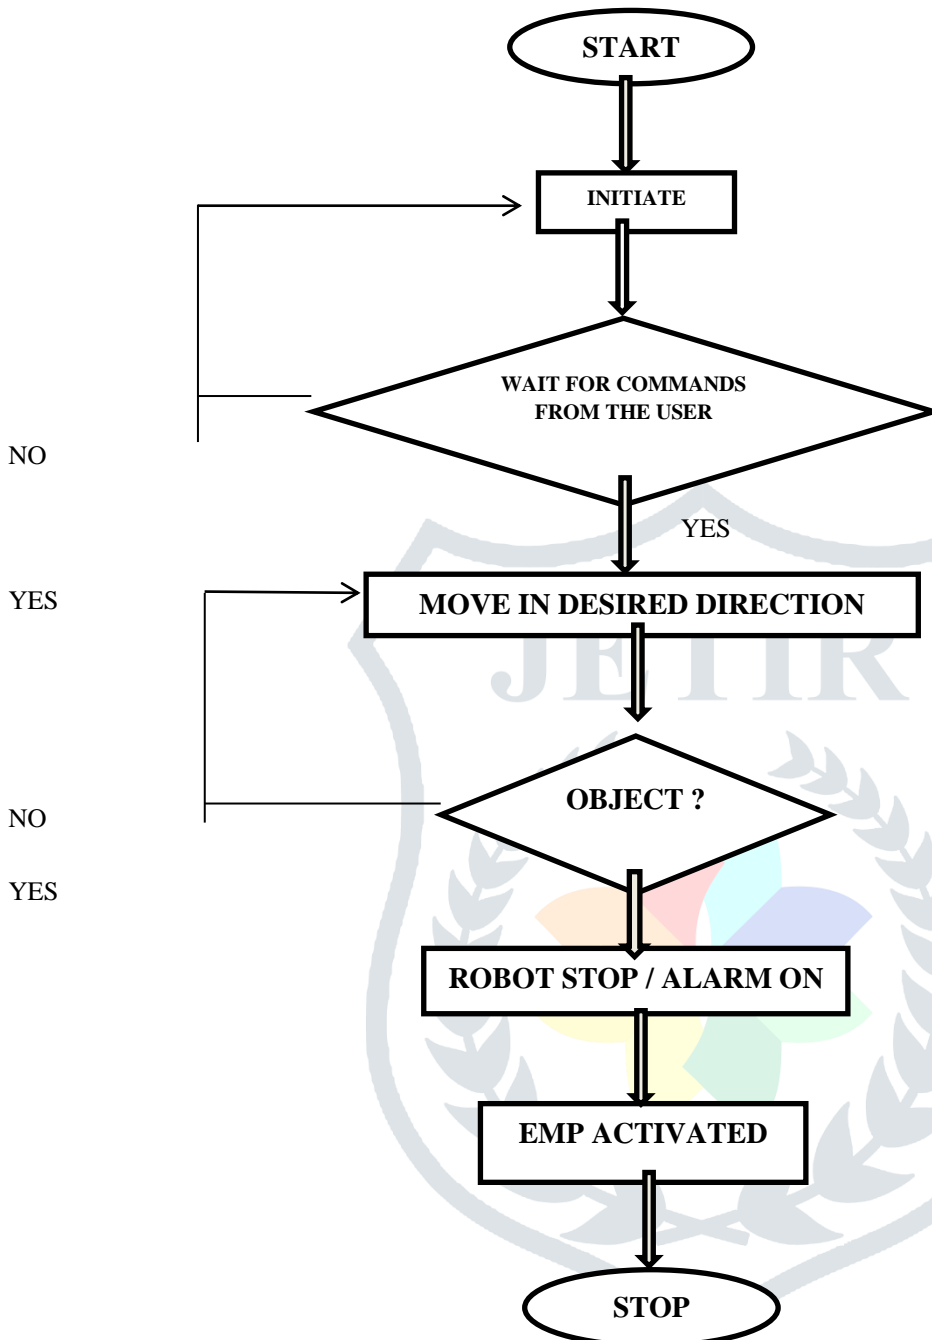 START
INITIATE
WAIT FOR COMMANDS
FROM THE USER
NO
YES
YES
MOVE IN DESIRED DIRECTION
JETIR
OBJECT ?
NO
YES
ROBOT STOP / ALARM ON
EMP ACTIVATED
STOP